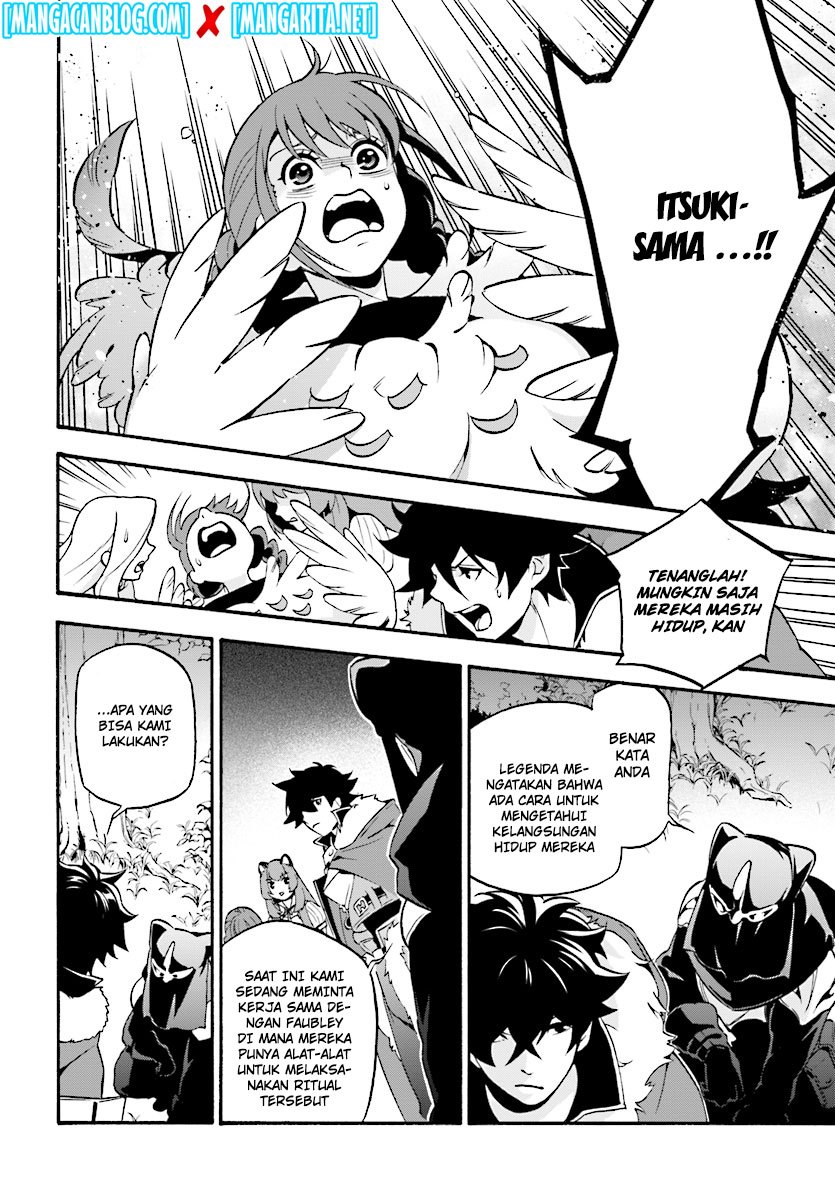 [MANGACANBLOG.COM] X [MANGAKITA.NET]
ITSUKI-
SAMA ...!!
TENANGLAH!
MUNGKIN SAJA
MEREKA MASIH
HIDUP, KAN
BENAR
KATA
ANDA
LEGENDA ME-
NGATAKAN BAHWA
ADA CARA UNTUK
MENGETAHUI
KELANGSUNGAN
HIDUP MEREKA
SAAT INI KAMI
SEDANG MEMINTA
KERJA SAMA DE-
NGAN FAUBLEY
DI MANA MEREKA
PUNYA ALAT-ALAT
UNTUK MELAKSA-
NAKAN RITUAL
TERSEBUT
...APA YANG
BISA KAMI
LAKUKAN?